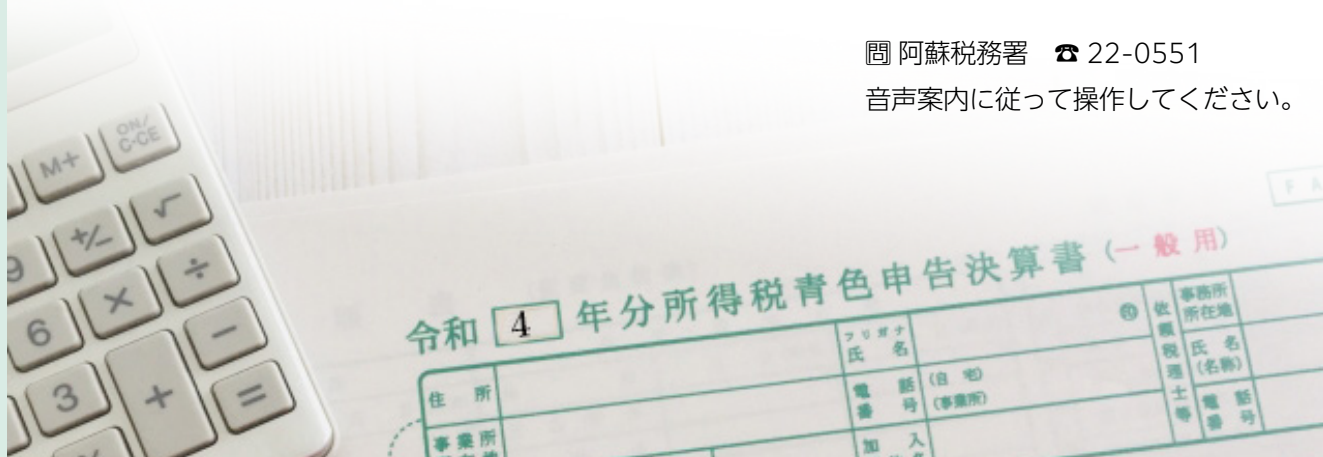 問 阿蘇税務署 ☎ 22-0551
音声案内に従って操作してください。
ON/
C・CE
M+
√
+/-
9
÷
×
6
−
+
3
=
F A
令和 4 年分所得税青色申告決算書(一般用)
住所
フリガナ
氏名
㊞
依頼税理士等
事務所
所在地
氏名
(名称)
電話
番号
(自宅)
(事業所)
電話
番号
事業所
加入